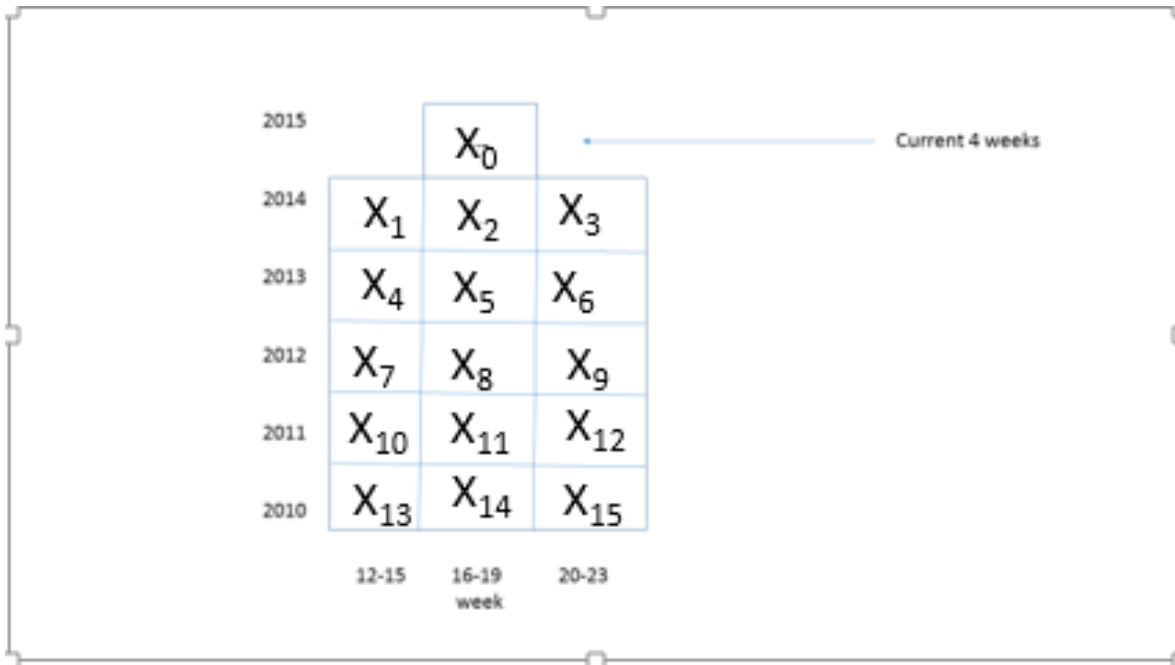 2015 X₀ Current 4 weeks
2014 X₁ X₂ X₃
2013 X₄ X₅ X₆
2012 X₇ X₈ X₉
2011 X₁₀ X₁₁ X₁₂
2010 X₁₃ X₁₄ X₁₅
12-15 16-19 20-23
week